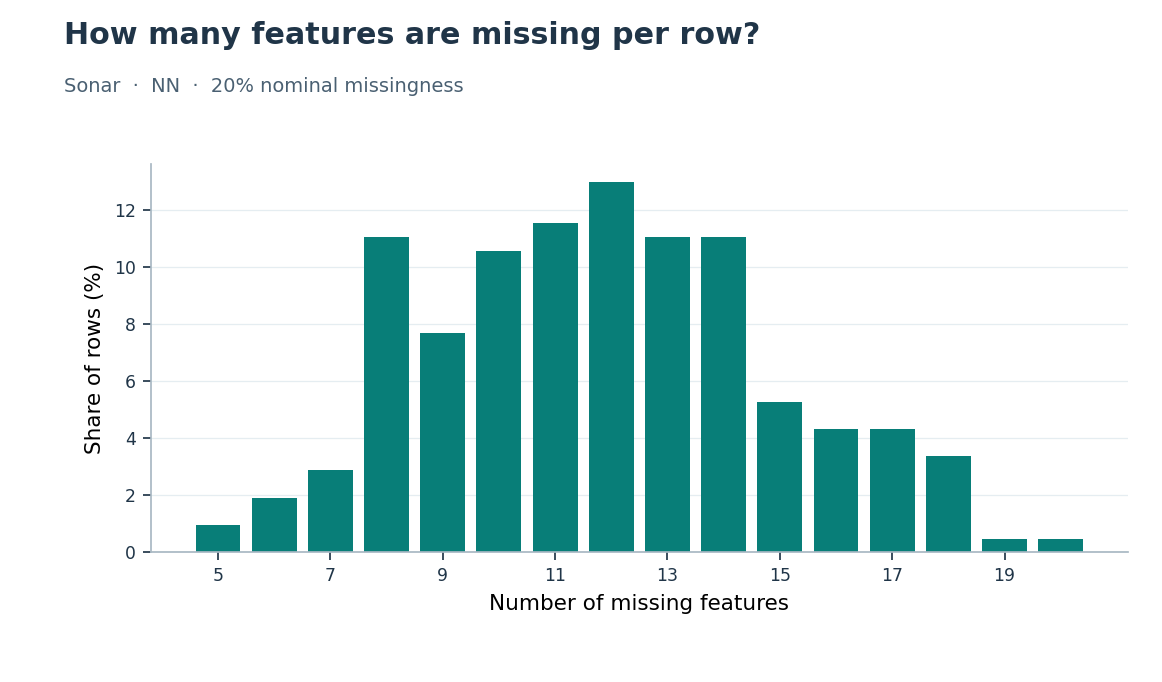 How many features are missing per row?
Sonar · NN · 20% nominal missingness
Share of rows (%)
12
10
8
6
4
2
0
5 7 9 11 13 15 17 19
Number of missing features